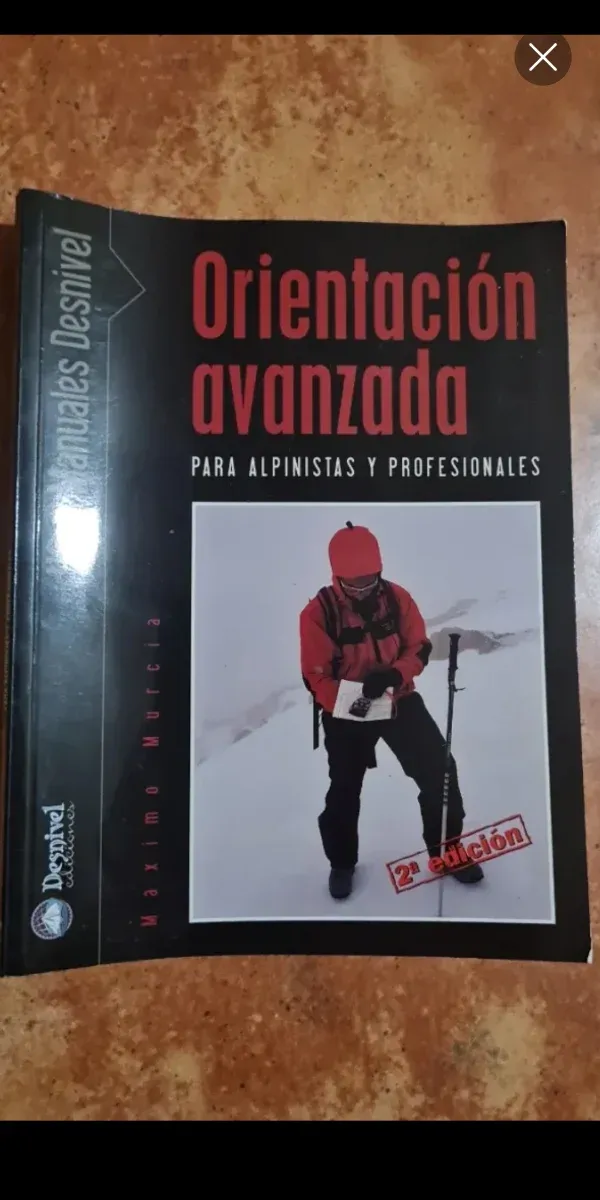 Manuales Desnivel
Orientación
avanzada
PARA ALPINISTAS Y PROFESIONALES
Maximo Murcia
2ª edición
Desnivel
ediciones